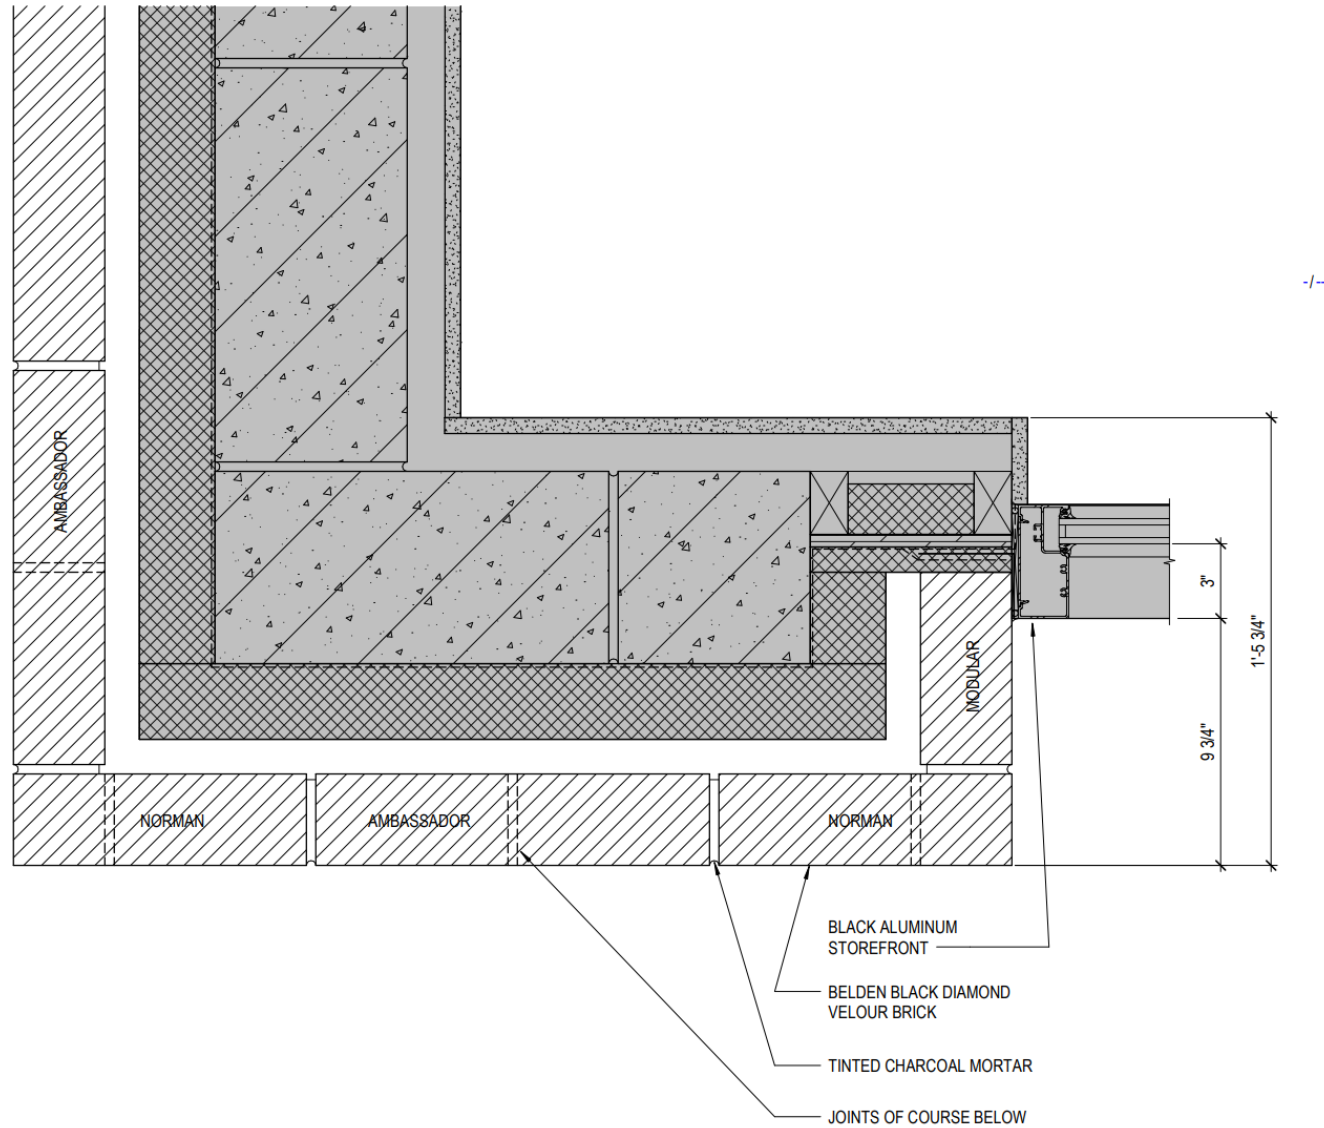 -/--
AMBASSADOR
3"
1'-5 3/4"
MODULAR
9 3/4"
NORMAN
AMBASSADOR
NORMAN
BLACK ALUMINUM
STOREFRONT
BELDEN BLACK DIAMOND
VELOUR BRICK
TINTED CHARCOAL MORTAR
JOINTS OF COURSE BELOW